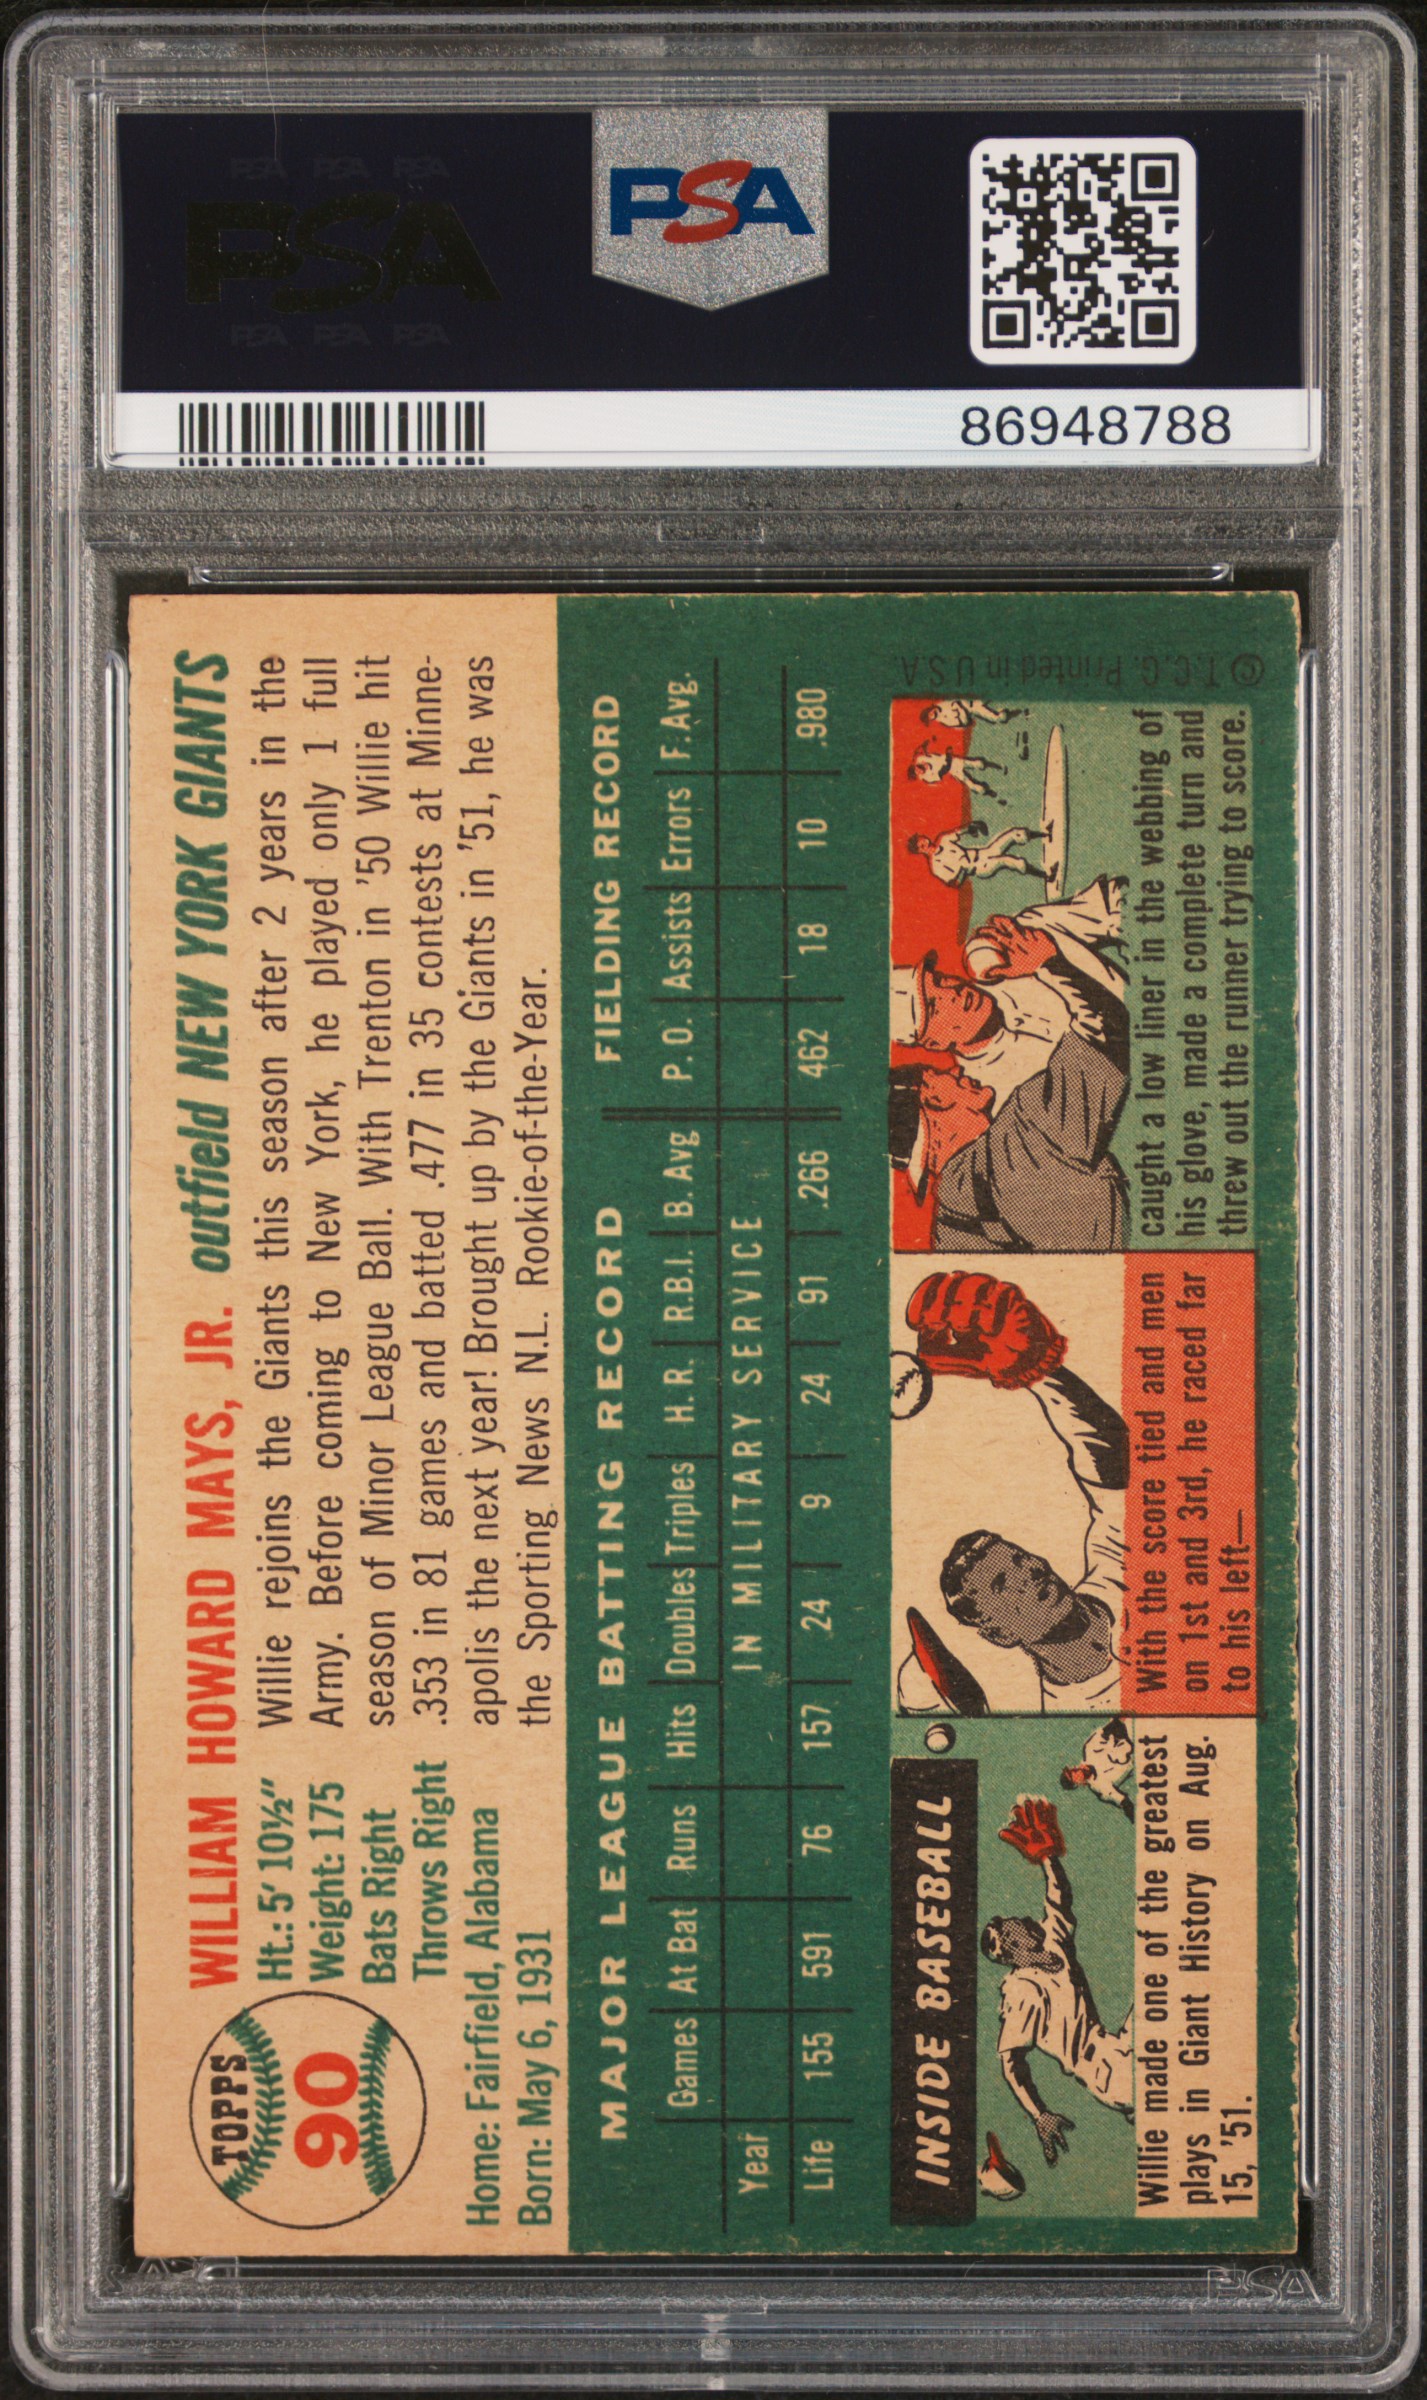 PSA PSA PSA
PSA
PSA PSA PSA
PSA
86948788
TOPPS
90
WILLIAM HOWARD MAYS, JR. outfield NEW YORK GIANTS
Ht.: 5' 10½"
Weight: 175
Bats Right
Throws Right
Home: Fairfield, Alabama
Born: May 6, 1931
Willie rejoins the Giants this season after 2 years in the
Army. Before coming to New York, he played only 1 full
season of Minor League Ball. With Trenton in '50 Willie hit
.353 in 81 games and batted .477 in 35 contests at Minne-
apolis the next year! Brought up by the Giants in '51, he was
the Sporting News N.L. Rookie-of-the-Year.
MAJOR LEAGUE BATTING RECORD FIELDING RECORD
Games At Bat Runs Hits Doubles Triples H.R. R.B.I. B. Avg P.O. Assists Errors F.Avg.
Year IN MILITARY SERVICE
Life 155 591 76 157 24 9 24 91 .266 462 18 10 .980
INSIDE BASEBALL
Willie made one of the greatest
plays in Giant History on Aug.
15, '51.
With the score tied and men
on 1st and 3rd, he raced far
to his left—
caught a low liner in the webbing of
his glove, made a complete turn and
threw out the runner trying to score.
© T.C.G. Printed in U.S.A.
PSA